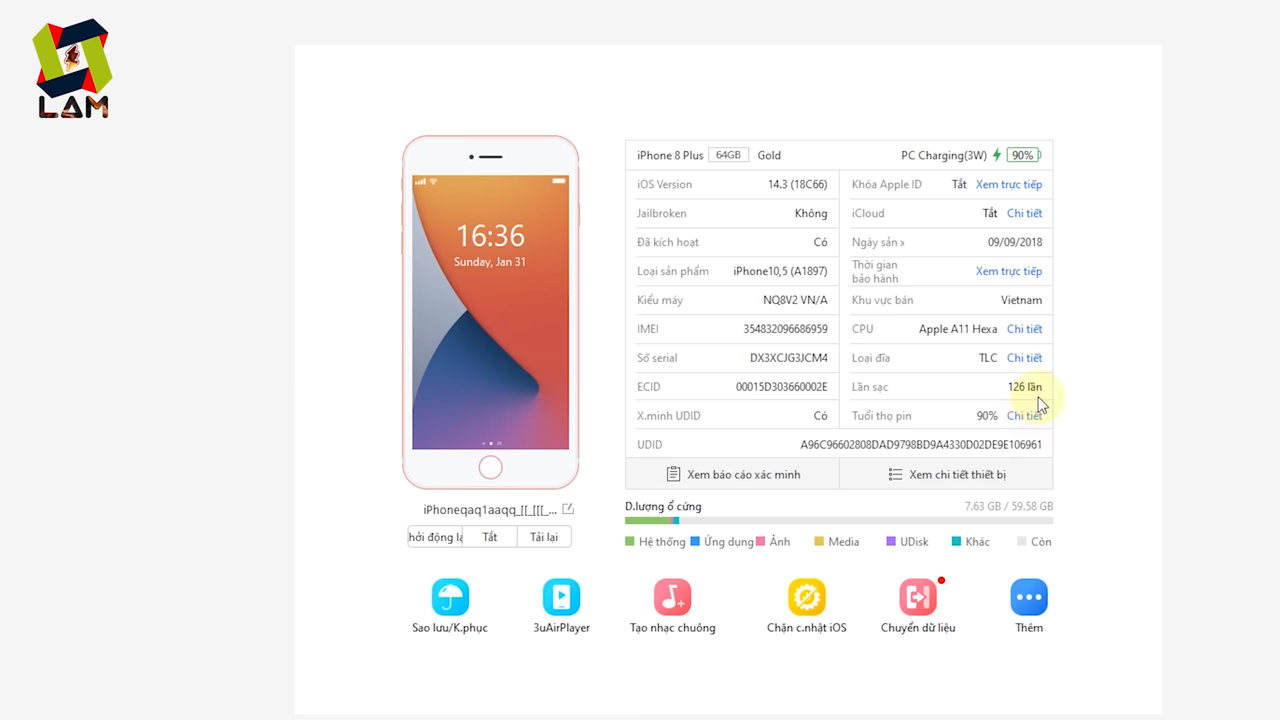 LAM
16:36
Sunday, Jan 31
iPhoneqaq1aaqq_[[_[[[_...
Tắt
Tải lại
iPhone 8 Plus 64GB Gold PC Charging(3W) 90%
iOS Version 14.3 (18C66) Khóa Apple ID Tắt Xem trực tiếp
Jailbroken Không iCloud Tắt Chi tiết
Đã kích hoạt Có Ngày sản x 09/09/2018
Loại sản phẩm iPhone10,5 (A1897) Thời gian
bảo hành Xem trực tiếp
Kiểu máy NQ8V2 VN/A Khu vực bán Vietnam
IMEI 354832096686959 CPU Apple A11 Hexa Chi tiết
Số serial DX3XCJG3JCM4 Loại đĩa TLC Chi tiết
ECID 00015D303660002E Lần sạc 126 lần
X.minh UDID Có Tuổi thọ pin 90% Chi tiết
UDID A96C96602808DAD9798BD9A4330D02DE9E106961
Xem báo cáo xác minh Xem chi tiết thiết bị
D.lượng ổ cứng 7.63 GB / 59.58 GB
Hệ thống Ứng dụng Ảnh Media UDisk Khác Còn
Sao lưu/K.phục 3uAirPlayer Tạo nhạc chuông Chặn c.nhật iOS Chuyển dữ liệu Thêm